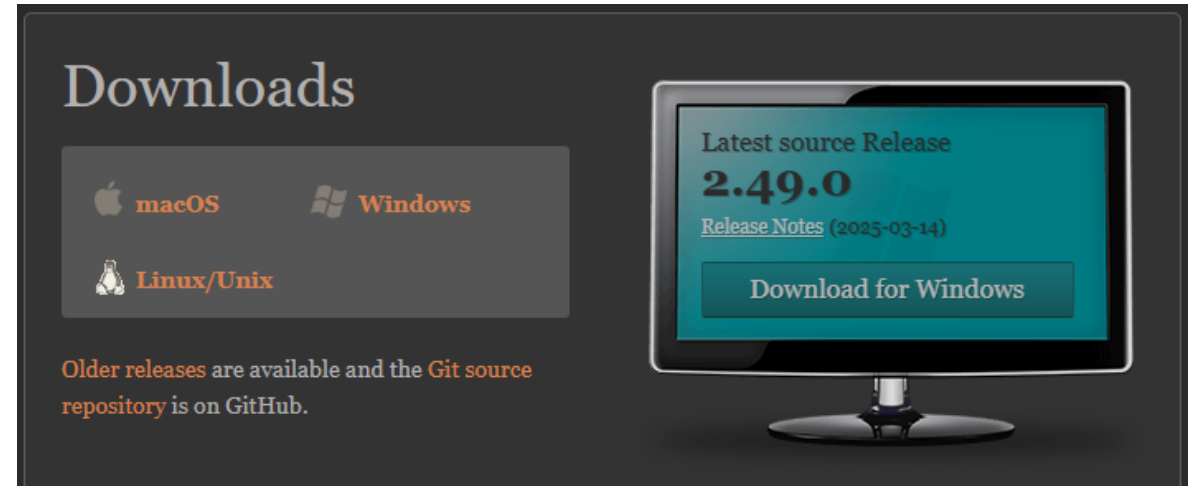 Downloads
macOS
Windows
Linux/Unix
Older releases are available and the Git source
repository is on GitHub.
Latest source Release
2.49.0
Release Notes (2025-03-14)
Download for Windows